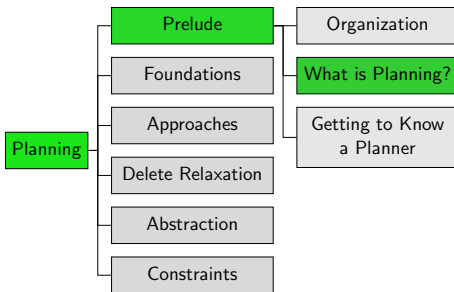 Planning
Prelude
Foundations
Approaches
Delete Relaxation
Abstraction
Constraints
Organization
What is Planning?
Getting to Know
a Planner